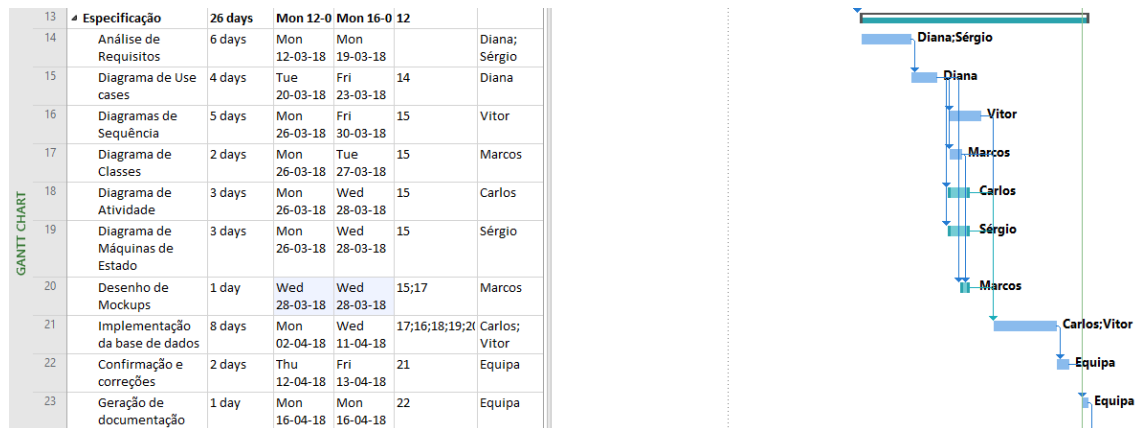 13 Especificação 26 days Mon 12-0 Mon 16-0 12
14 Análise de Requisitos 6 days Mon 12-03-18 Mon 19-03-18 Diana; Sérgio
15 Diagrama de Use cases 4 days Tue 20-03-18 Fri 23-03-18 14 Diana
16 Diagramas de Sequência 5 days Mon 26-03-18 Fri 30-03-18 15 Vitor
17 Diagrama de Classes 2 days Mon 26-03-18 Tue 27-03-18 15 Marcos
18 Diagrama de Atividade 3 days Mon 26-03-18 Wed 28-03-18 15 Carlos
19 Diagrama de Máquinas de Estado 3 days Mon 26-03-18 Wed 28-03-18 15 Sérgio
20 Desenho de Mockups 1 day Wed 28-03-18 Wed 28-03-18 15;17 Marcos
21 Implementação da base de dados 8 days Mon 02-04-18 Wed 11-04-18 17;16;18;19;20 Carlos; Vitor
22 Confirmação e correções 2 days Thu 12-04-18 Fri 13-04-18 21 Equipa
23 Geração de documentação 1 day Mon 16-04-18 Mon 16-04-18 22 Equipa
GANTT CHART
Diana;Sérgio
Diana
Vitor
Marcos
Carlos
Sérgio
Marcos
Carlos;Vitor
Equipa
Equipa